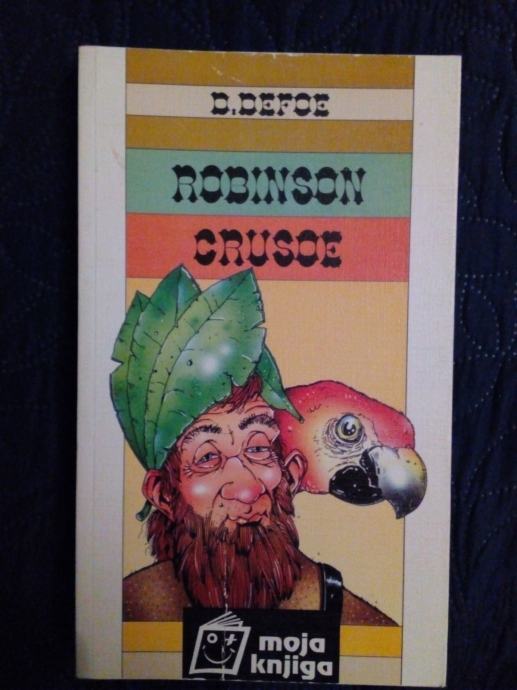 D. DEFOE
ROBINSON
CRUSOE
moja
knjiga